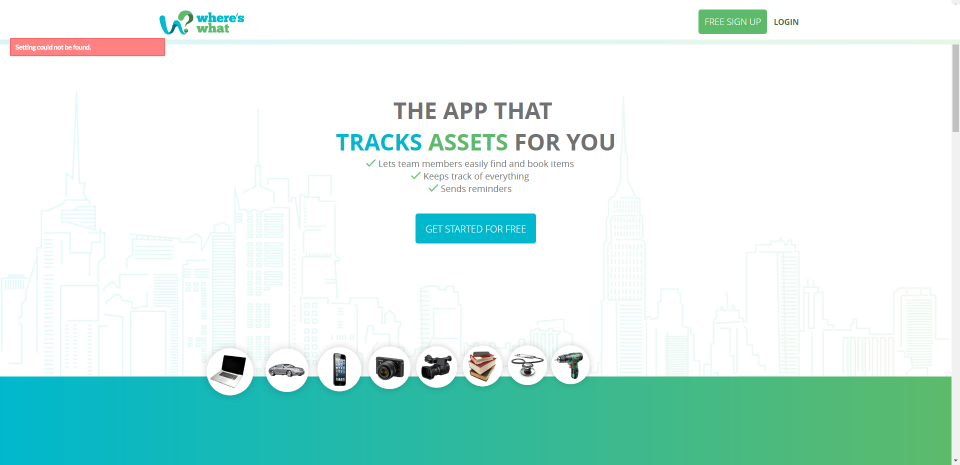 where's
what
FREE SIGN UP
LOGIN
Setting could not be found.
THE APP THAT
TRACKS ASSETS FOR YOU
Lets team members easily find and book items
Keeps track of everything
Sends reminders
GET STARTED FOR FREE